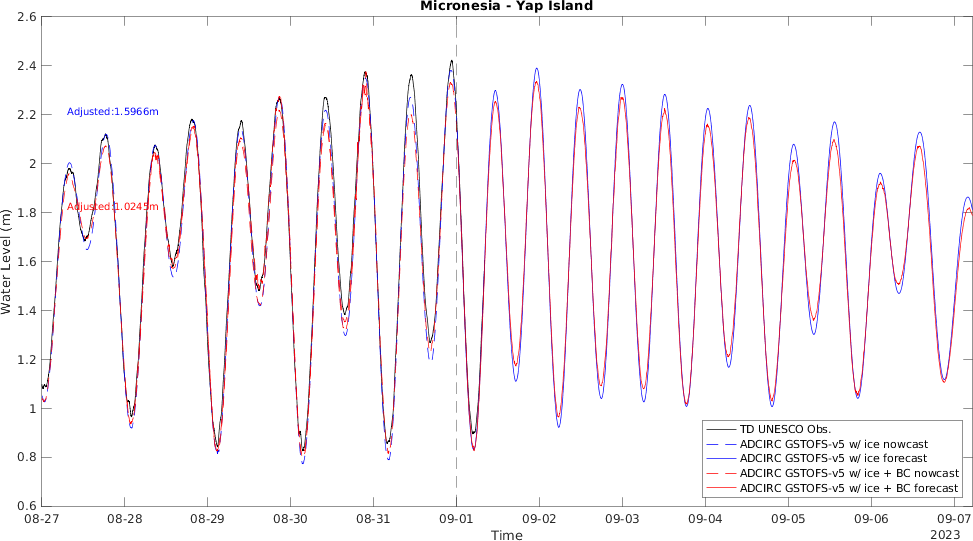 Micronesia - Yap Island
2.6
2.4
2.2
2
1.8
1.6
1.4
1.2
1
0.8
0.6
Water Level (m)
Adjusted:1.5966m
Adjusted:1.0245m
TD UNESCO Obs.
ADCIRC GSTOFS-v5 w/ ice nowcast
ADCIRC GSTOFS-v5 w/ ice forecast
ADCIRC GSTOFS-v5 w/ ice + BC nowcast
ADCIRC GSTOFS-v5 w/ ice + BC forecast
08-27 08-28 08-29 08-30 08-31 09-01 09-02 09-03 09-04 09-05 09-06 09-07
Time
2023